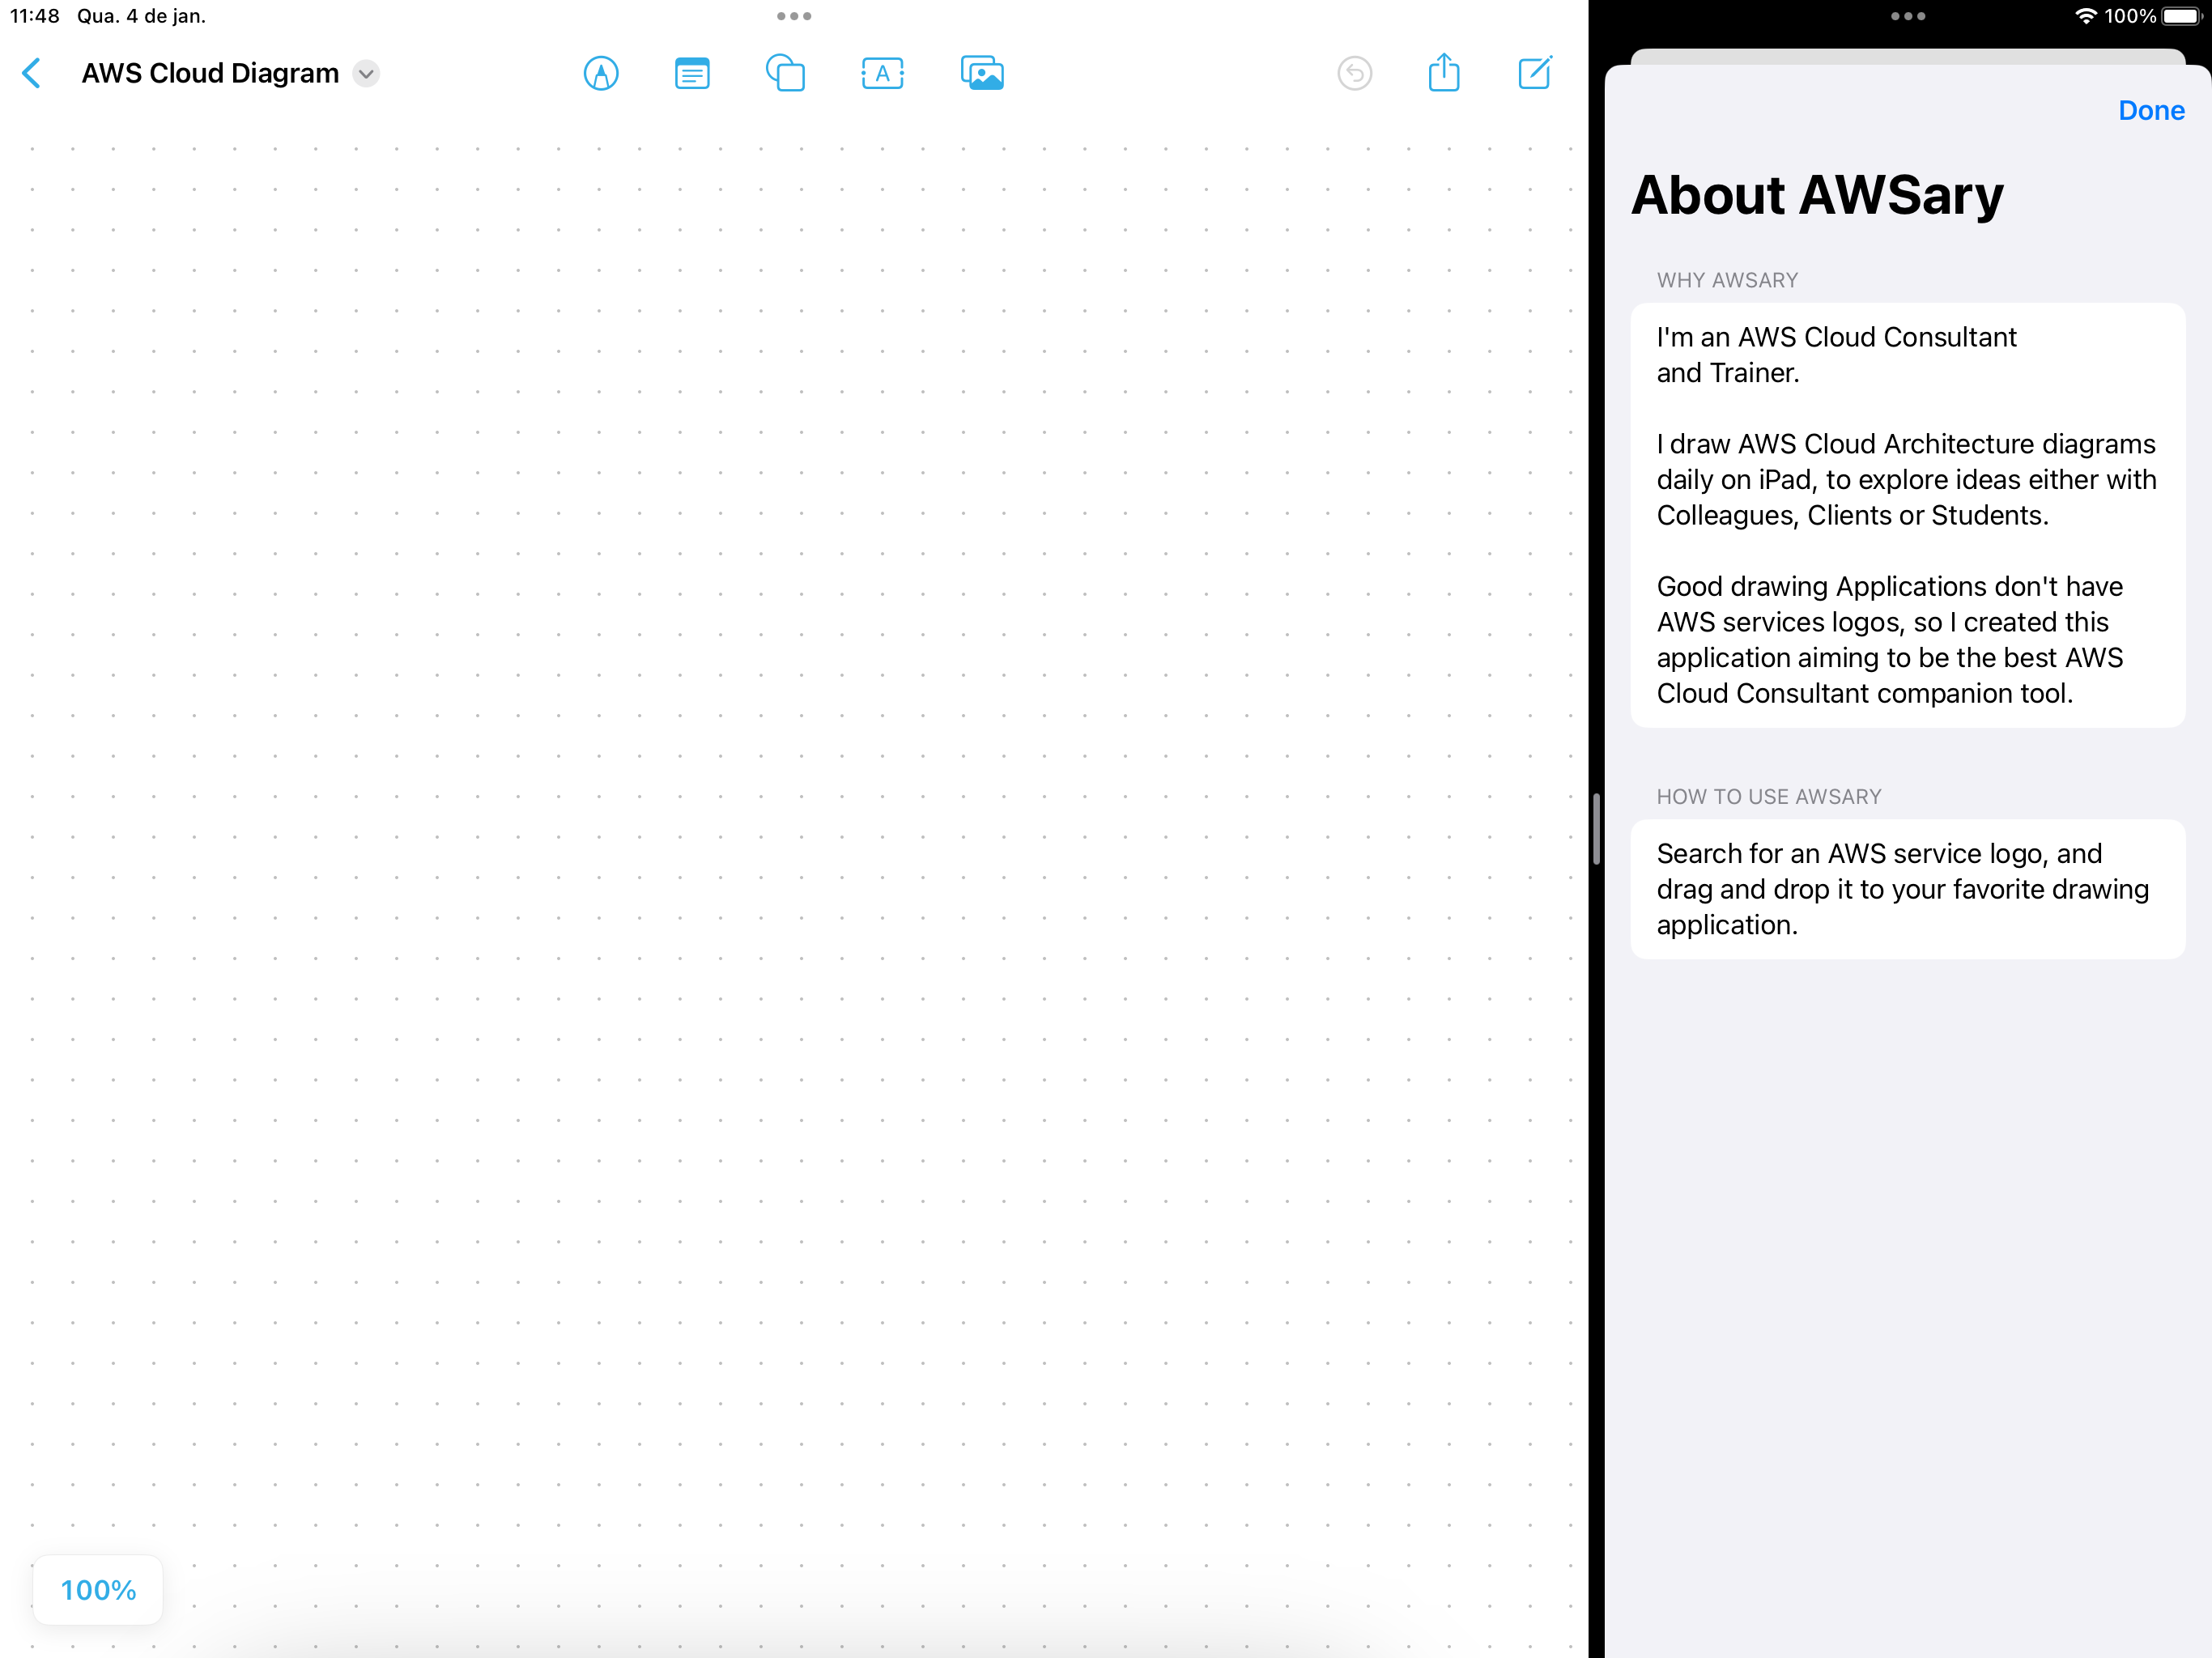 11:48 Qua. 4 de jan.
100%
AWS Cloud Diagram
A
100%
Done
About AWSary
WHY AWSARY
I'm an AWS Cloud Consultant
and Trainer.
I draw AWS Cloud Architecture diagrams
daily on iPad, to explore ideas either with
Colleagues, Clients or Students.
Good drawing Applications don't have
AWS services logos, so I created this
application aiming to be the best AWS
Cloud Consultant companion tool.
HOW TO USE AWSARY
Search for an AWS service logo, and
drag and drop it to your favorite drawing
application.